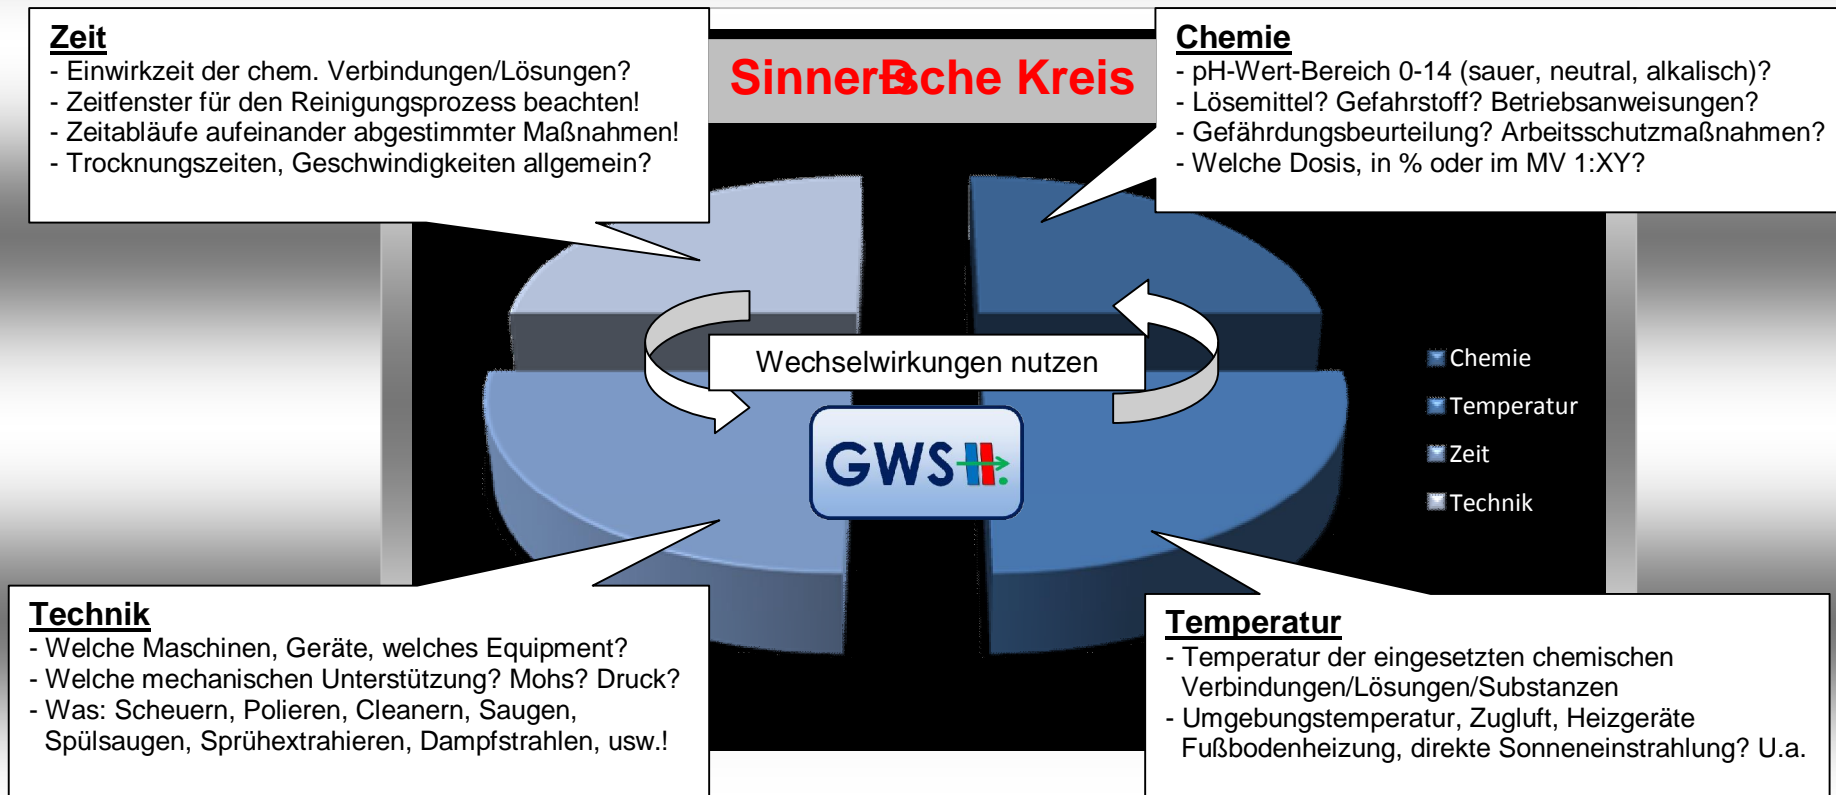 Zeit
- Einwirkzeit der chem. Verbindungen/Lösungen?
- Zeitfenster für den Reinigungsprozess beachten!
- Zeitabläufe aufeinander abgestimmter Maßnahmen!
- Trocknungszeiten, Geschwindigkeiten allgemein?
Kreis
Chemie
- pH-Wert-Bereich 0-14 (sauer, neutral, alkalisch)?
- Lösemittel? Gefahrstoff? Betriebsanweisungen?
- Gefährdungsbeurteilung? Arbeitsschutzmaßnahmen?
- Welche Dosis, in % oder im MV 1:XY?
Wechselwirkungen nutzen
GWS
Chemie
Temperatur
Zeit
Technik
Technik
- Welche Maschinen, Geräte, welches Equipment?
- Welche mechanischen Unterstützung? Mohs? Druck?
- Was: Scheuern, Polieren, Cleanern, Saugen,
Spülsaugen, Sprühextrahieren, Dampfstrahlen, usw.!
Temperatur
- Temperatur der eingesetzten chemischen
Verbindungen/Lösungen/Substanzen
- Umgebungstemperatur, Zugluft, Heizgeräte
Fußbodenheizung, direkte Sonneneinstrahlung? U.a.